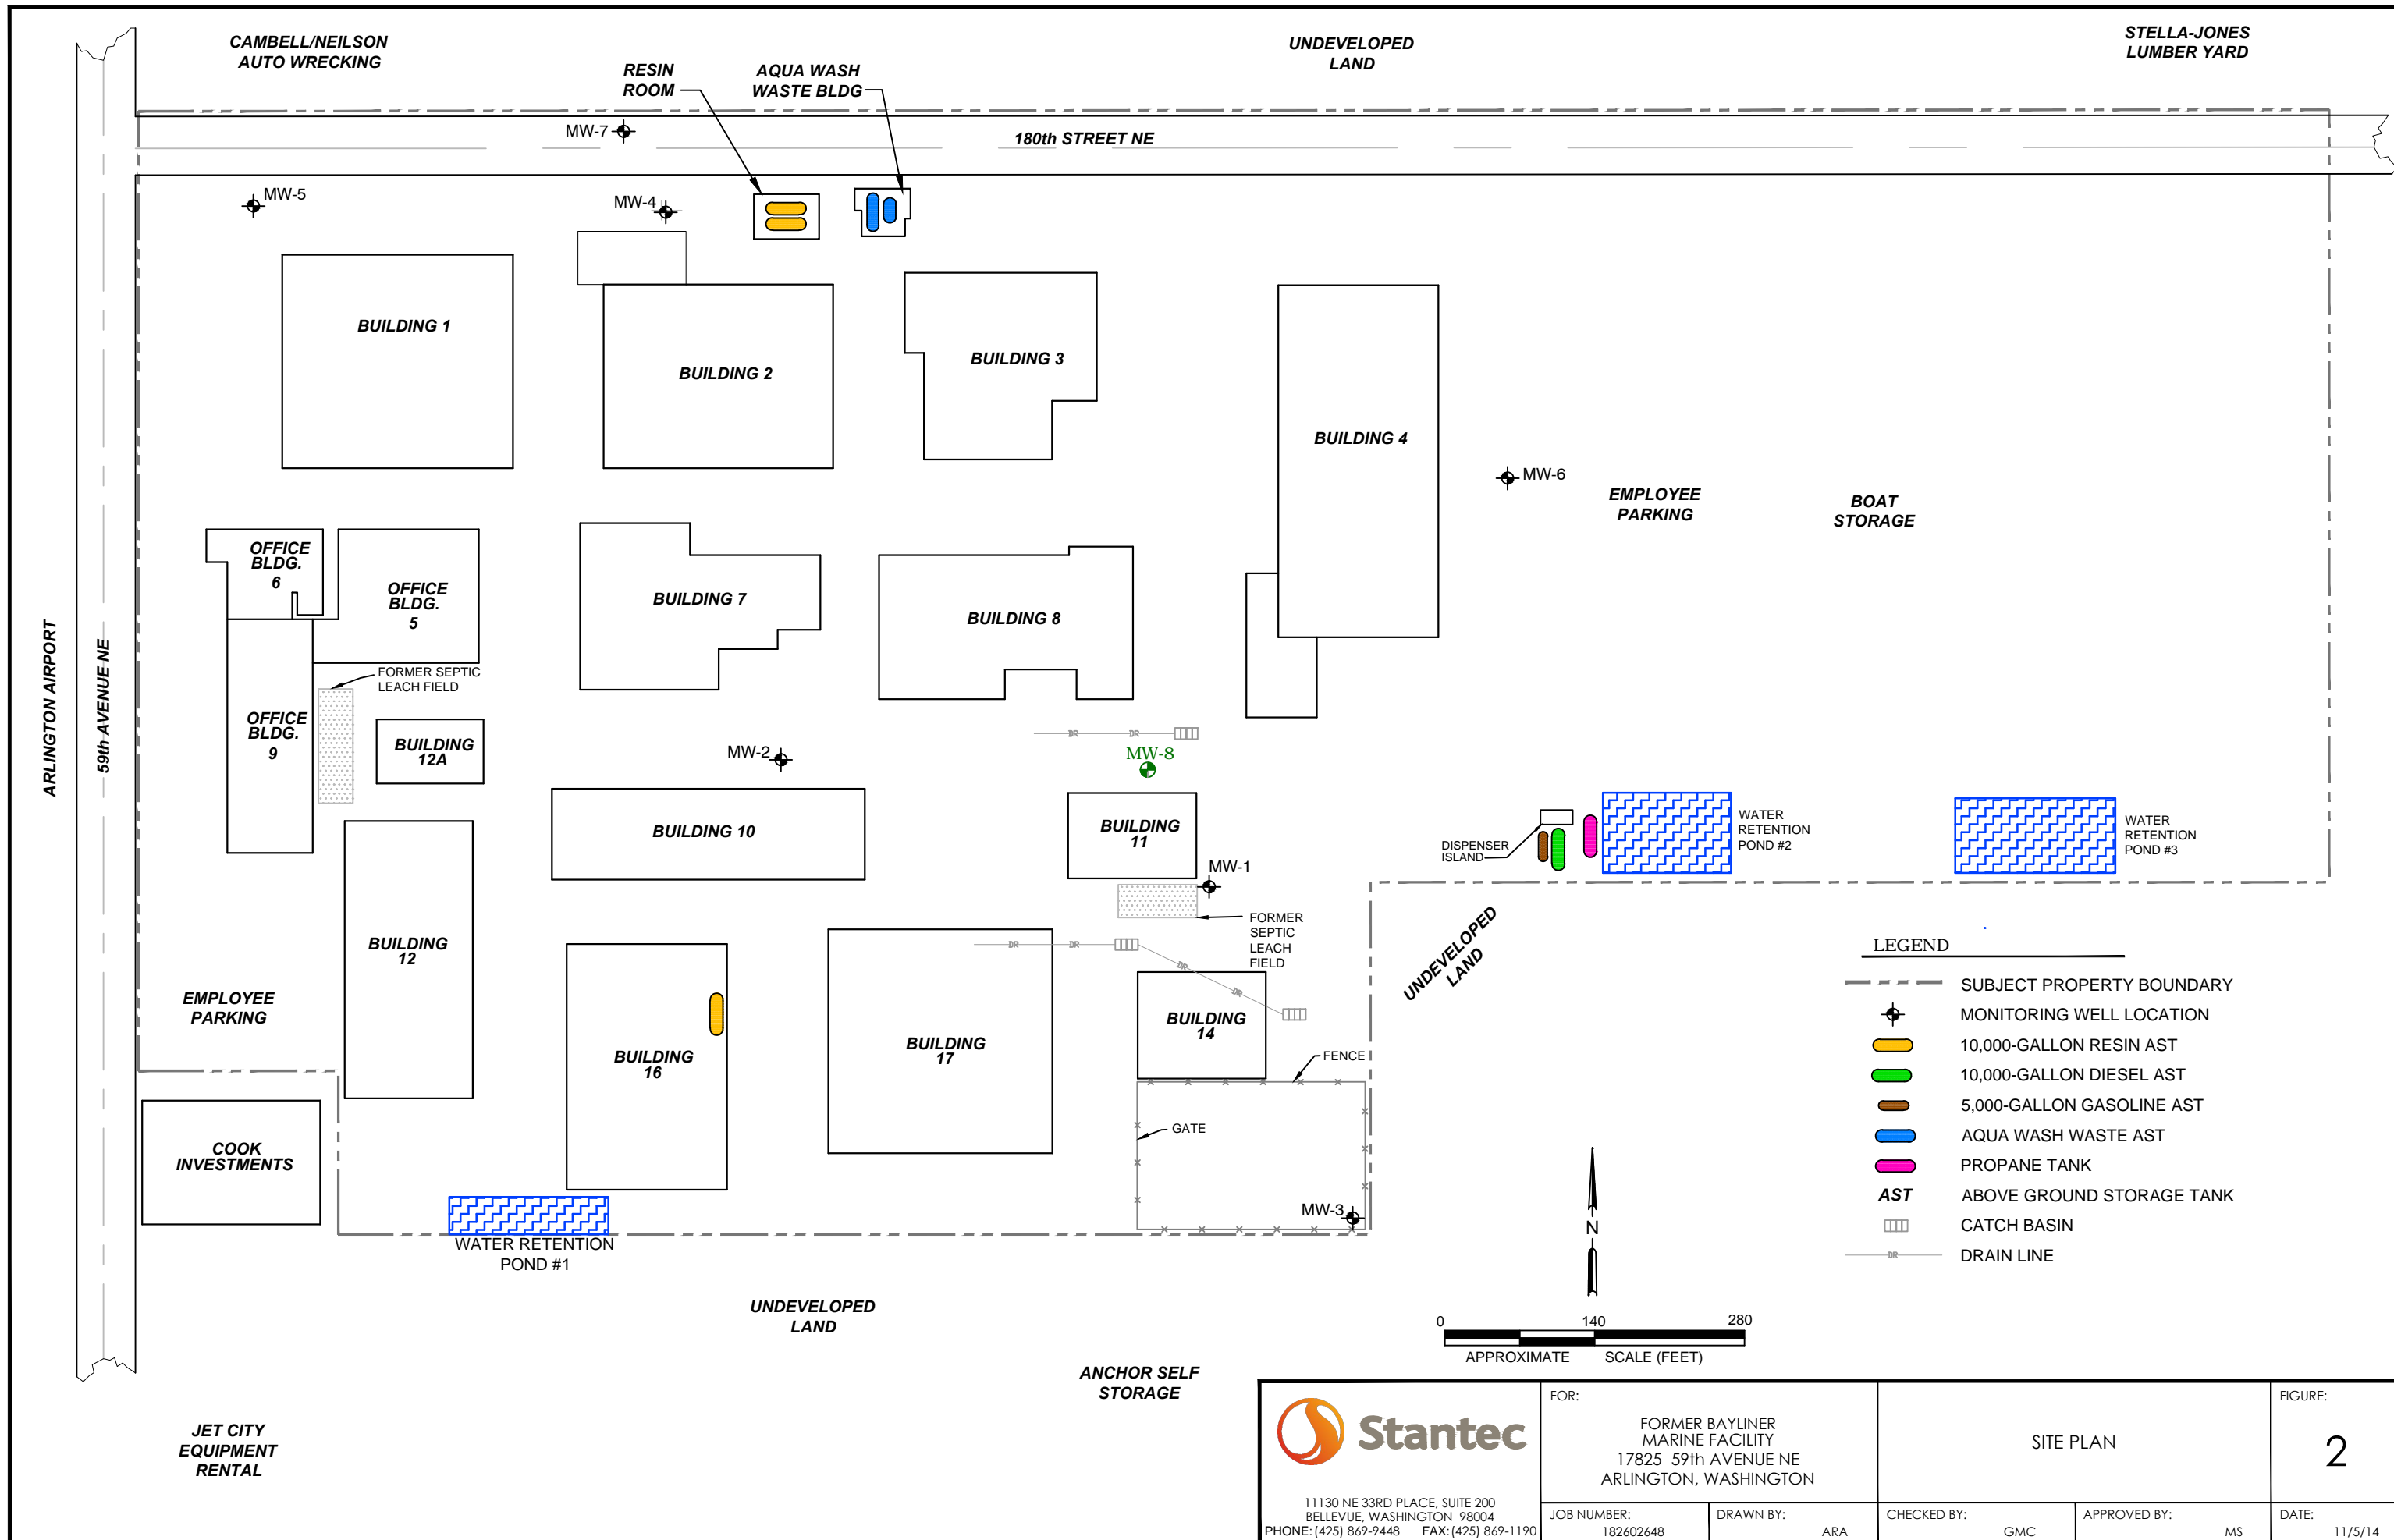 CAMBELL/NEILSON
AUTO WRECKING
UNDEVELOPED
LAND
STELLA-JONES
LUMBER YARD
RESIN
ROOM
AQUA WASH
WASTE BLDG
MW-7
180th STREET NE
MW-5
MW-4
BUILDING 1
BUILDING 2
BUILDING 3
BUILDING 4
MW-6
EMPLOYEE
PARKING
BOAT
STORAGE
OFFICE
BLDG.
6
OFFICE
BLDG.
5
BUILDING 7
BUILDING 8
ARLINGTON AIRPORT
59th AVENUE NE
FORMER SEPTIC
LEACH FIELD
OFFICE
BLDG.
9
BUILDING
12A
MW-2
DR DR
MW-8
BUILDING 10
BUILDING
11
DISPENSER
ISLAND
WATER
RETENTION
POND #2
WATER
RETENTION
POND #3
MW-1
FORMER
SEPTIC
LEACH
FIELD
BUILDING
12
DR DR
DR
DR
UNDEVELOPED
LAND
EMPLOYEE
PARKING
BUILDING
16
BUILDING
17
BUILDING
14
FENCE
GATE
COOK
INVESTMENTS
MW-3
WATER RETENTION
POND #1
UNDEVELOPED
LAND
ANCHOR SELF
STORAGE
JET CITY
EQUIPMENT
RENTAL
LEGEND
SUBJECT PROPERTY BOUNDARY
MONITORING WELL LOCATION
10,000-GALLON RESIN AST
10,000-GALLON DIESEL AST
5,000-GALLON GASOLINE AST
AQUA WASH WASTE AST
PROPANE TANK
AST ABOVE GROUND STORAGE TANK
CATCH BASIN
DR DRAIN LINE
N
0 140 280
APPROXIMATE SCALE (FEET)
Stantec
11130 NE 33RD PLACE, SUITE 200
BELLEVUE, WASHINGTON 98004
PHONE: (425) 869-9448 FAX: (425) 869-1190
FOR:
FORMER BAYLINER
MARINE FACILITY
17825 59th AVENUE NE
ARLINGTON, WASHINGTON
SITE PLAN
FIGURE:
2
JOB NUMBER:
182602648
DRAWN BY:
ARA
CHECKED BY:
GMC
APPROVED BY:
MS
DATE:
11/5/14